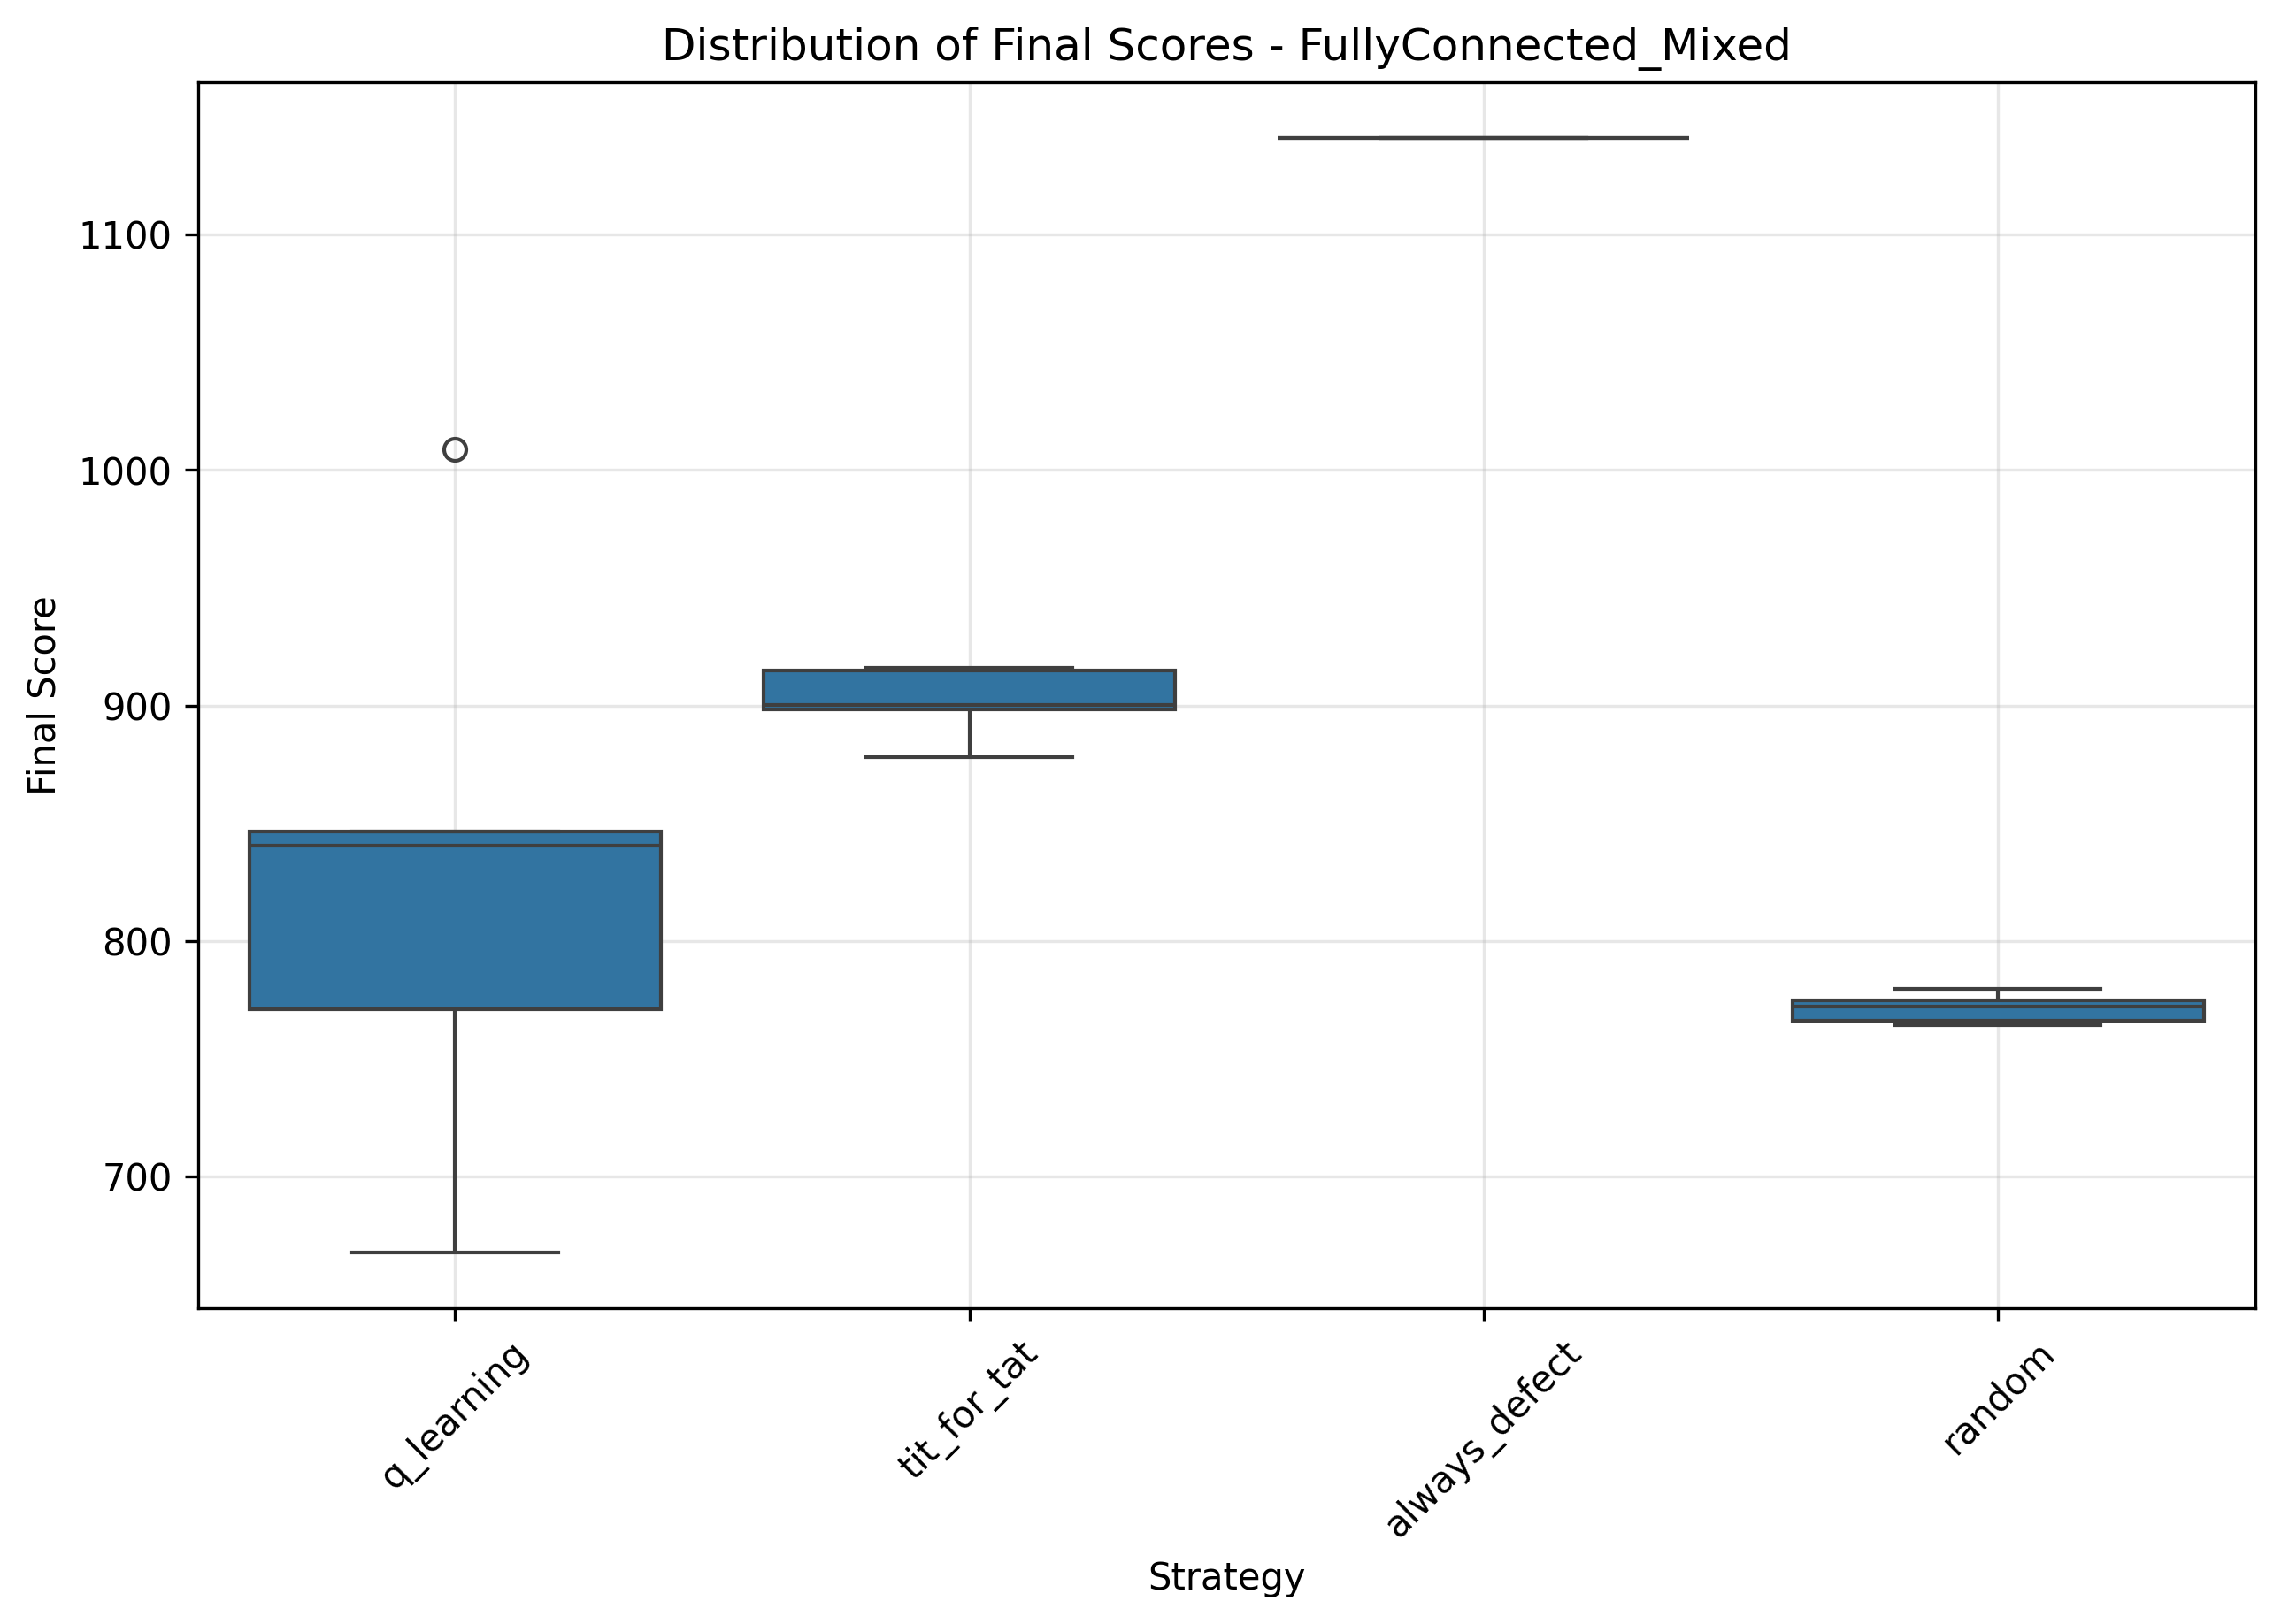 Distribution of Final Scores - FullyConnected_Mixed
Final Score
1100
1000
900
800
700
q_learning
tit_for_tat
always_defect
random
Strategy